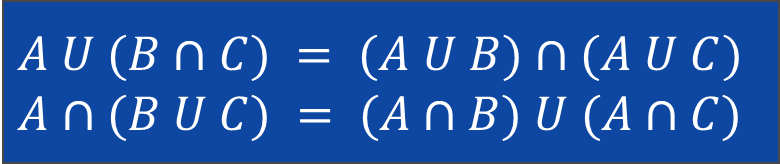 A U (B ∩ C) = (A U B) ∩ (A U C)
A ∩ (B U C) = (A ∩ B) U (A ∩ C)